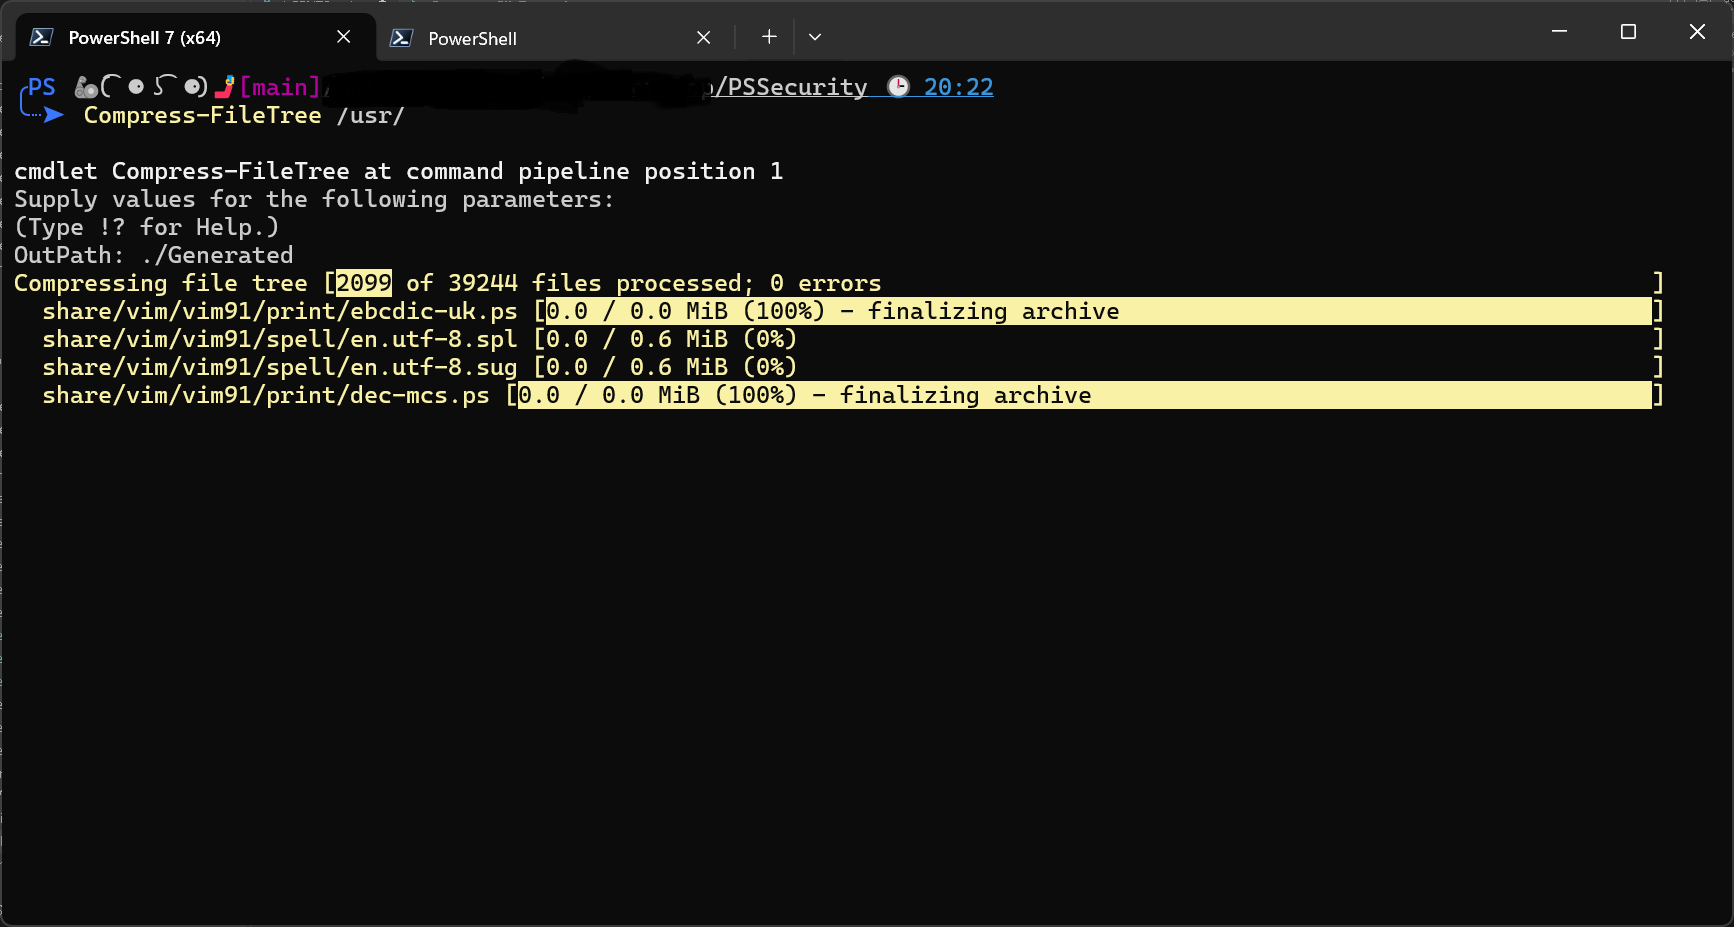 PowerShell 7 (x64)
PowerShell
PS [main] /PSSecurity 20:22
Compress-FileTree /usr/
cmdlet Compress-FileTree at command pipeline position 1
Supply values for the following parameters:
(Type !? for Help.)
OutPath: ./Generated
Compressing file tree [2099 of 39244 files processed; 0 errors ]
share/vim/vim91/print/ebcdic-uk.ps [0.0 / 0.0 MiB (100%) - finalizing archive ]
share/vim/vim91/spell/en.utf-8.spl [0.0 / 0.6 MiB (0%) ]
share/vim/vim91/spell/en.utf-8.sug [0.0 / 0.6 MiB (0%) ]
share/vim/vim91/print/dec-mcs.ps [0.0 / 0.0 MiB (100%) - finalizing archive ]